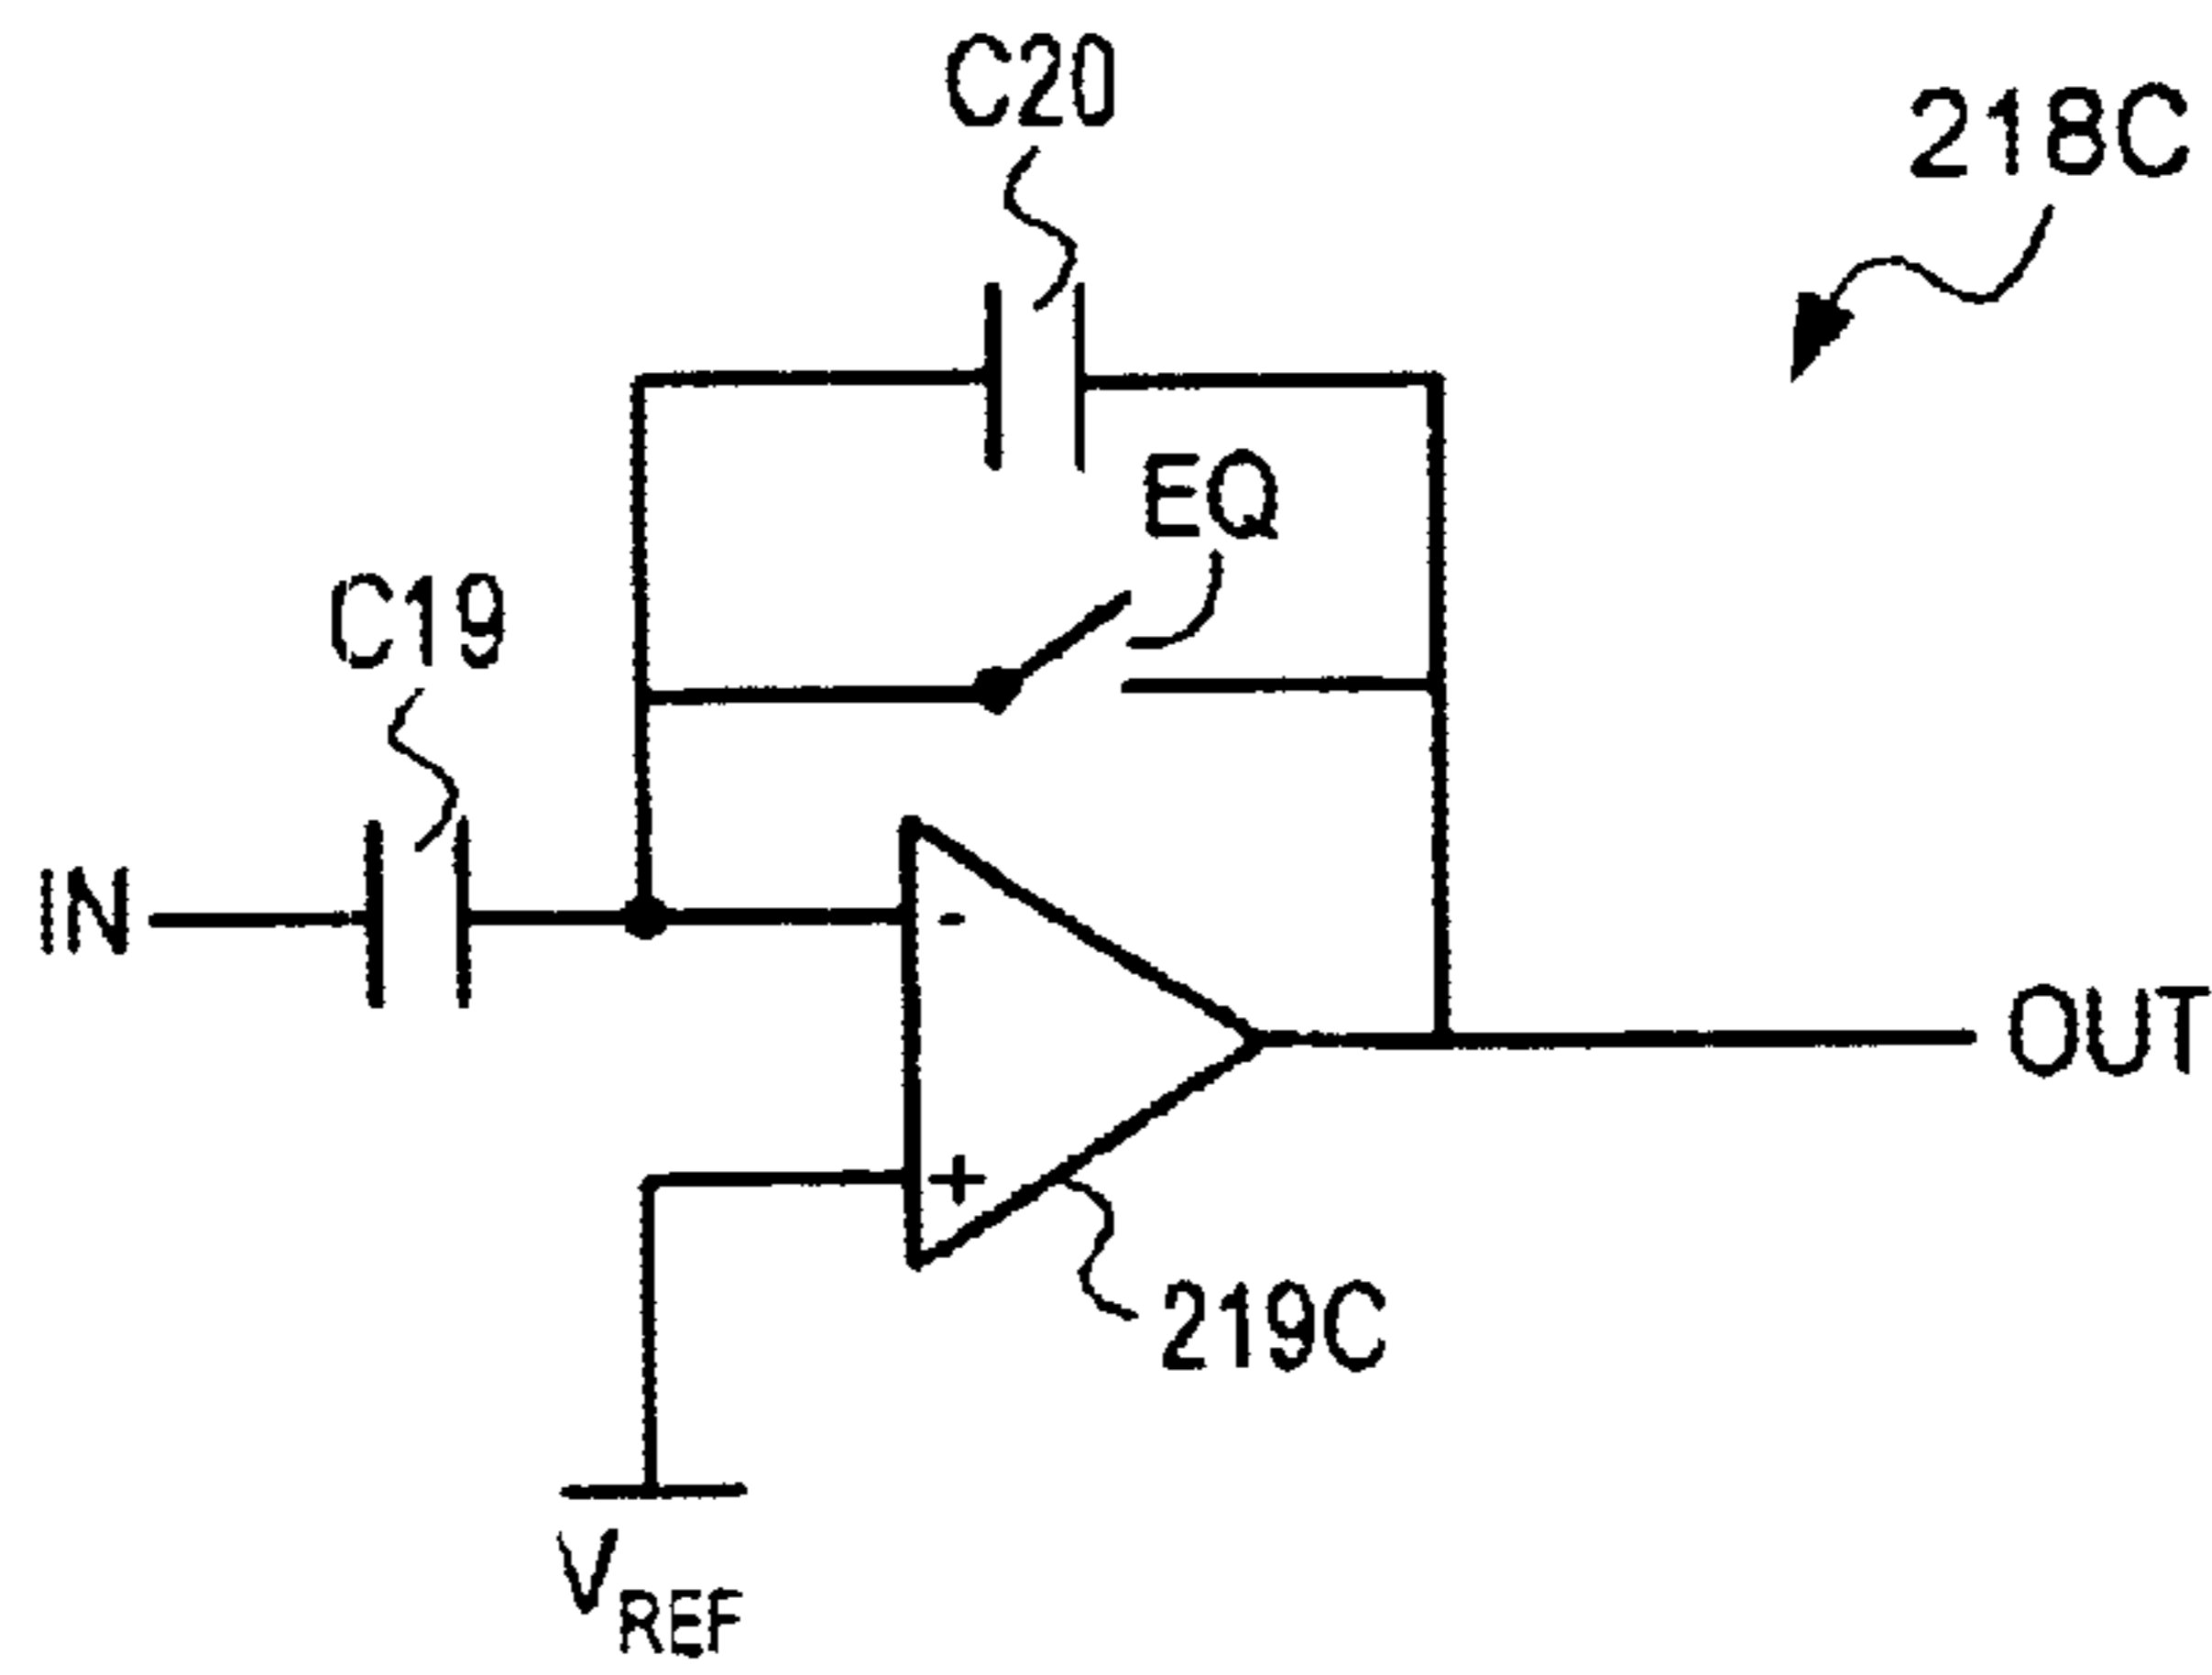 C20
218C
EQ
C19
IN
-
OUT
+
219C
VREF